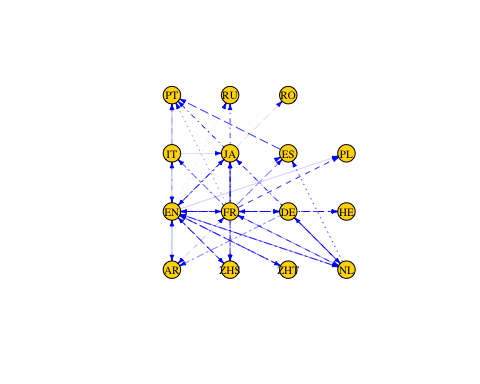 PT RU RO
IT JA ES PL
EN FR DE HE
AR ZHS ZHT NL